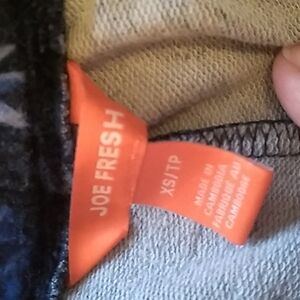 JOE FRESH
XS/TP
MADE IN
CAMBODIA
FABRIQUÉ AU
CAMBODGE